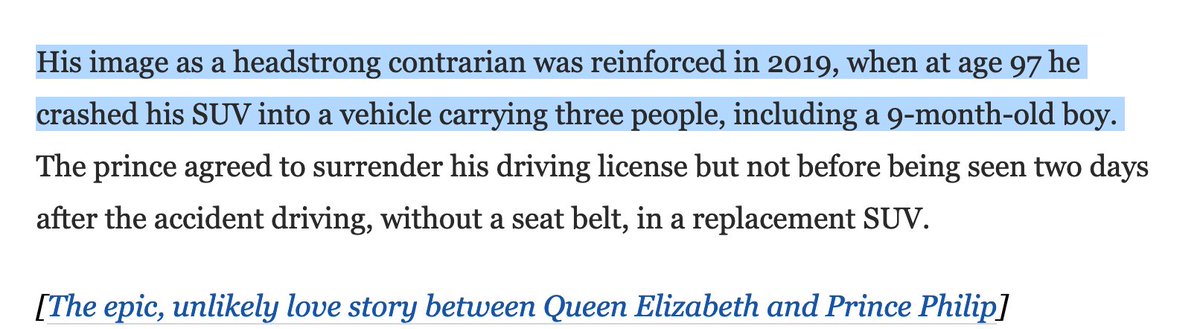 His image as a headstrong contrarian was reinforced in 2019, when at age 97 he
crashed his SUV into a vehicle carrying three people, including a 9-month-old boy.
The prince agreed to surrender his driving license but not before being seen two days
after the accident driving, without a seat belt, in a replacement SUV.
[The epic, unlikely love story between Queen Elizabeth and Prince Philip]